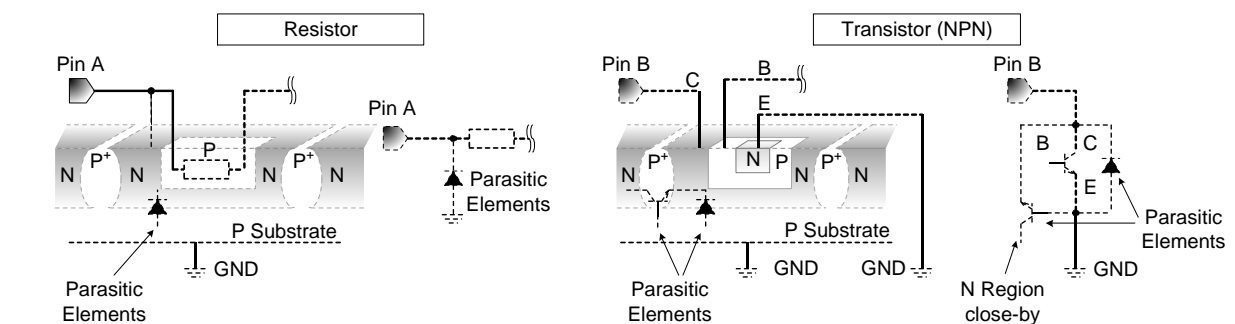 Resistor
Pin A
Pin A
P
N
P+
N
N
P+
N
Parasitic
Elements
P Substrate
GND
Parasitic
Elements
Transistor (NPN)
Pin B
C
B
E
Pin B
N
P+
N
N
P
N
P+
N
P Substrate
GND
GND
Parasitic
Elements
B
C
E
Parasitic
Elements
GND
N Region
close-by